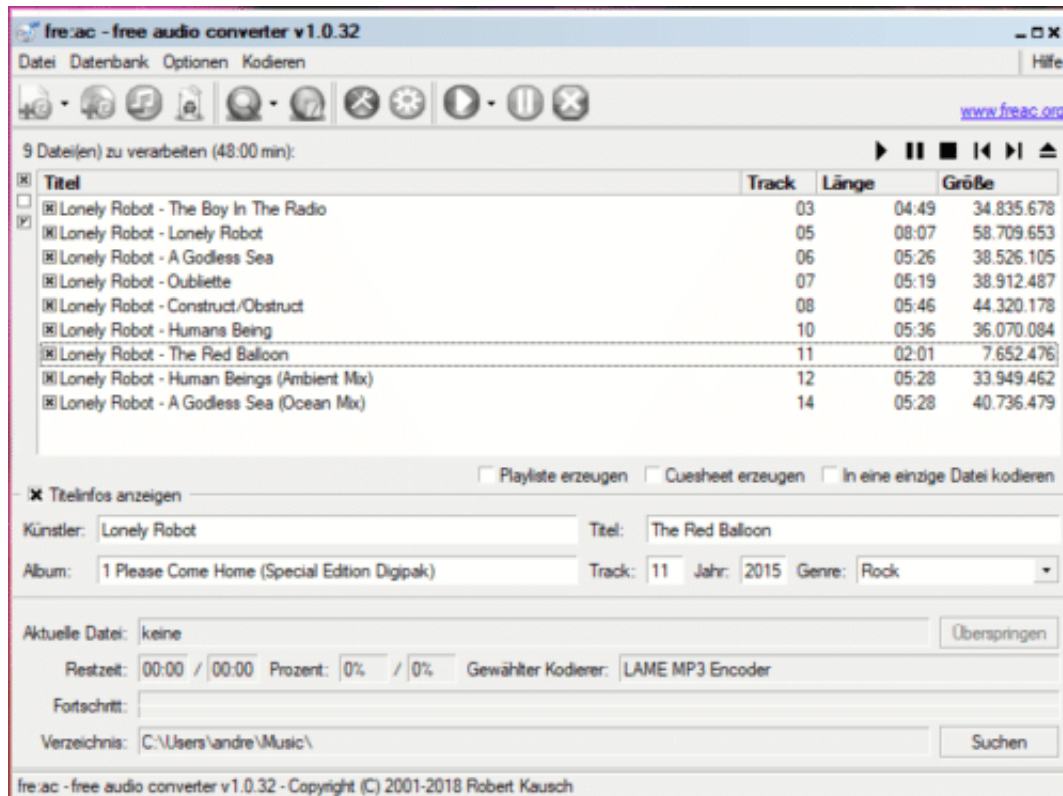 fre:ac - free audio converter v1.0.32
Datei Datenbank Optionen Kodieren Hilfe
www.freac.org
9 Datei(en) zu verarbeiten (48:00 min):
Titel Track Länge Größe
Lonely Robot - The Boy In The Radio 03 04:49 34.835.678
Lonely Robot - Lonely Robot 05 08:07 58.709.653
Lonely Robot - A Godless Sea 06 05:26 38.526.105
Lonely Robot - Oubliette 07 05:19 38.912.487
Lonely Robot - Construct/Obstruct 08 05:46 44.320.178
Lonely Robot - Humans Being 10 05:36 36.070.084
Lonely Robot - The Red Balloon 11 02:01 7.652.476
Lonely Robot - Human Beings (Ambient Mix) 12 05:28 33.949.462
Lonely Robot - A Godless Sea (Ocean Mix) 14 05:28 40.736.479
Playliste erzeugen Cuesheet erzeugen In eine einzige Datei kodieren
Titelinfos anzeigen
Künstler: Lonely Robot Titel: The Red Balloon
Album: 1 Please Come Home (Special Edition Digipak) Track: 11 Jahr: 2015 Genre: Rock
Aktuelle Datei: keine Überspringen
Restzeit: 00:00 / 00:00 Prozent: 0% / 0% Gewählter Kodierer: LAME MP3 Encoder
Fortschritt:
Verzeichnis: C:\Users\andre\Music\ Suchen
fre:ac - free audio converter v1.0.32 - Copyright (C) 2001-2018 Robert Kausch